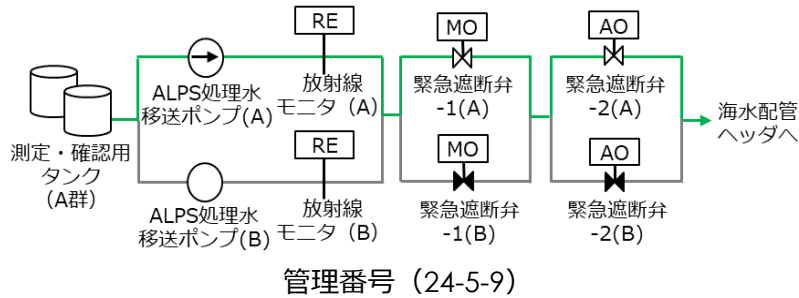 RE
MO
AO
ALPS処理水
移送ポンプ(A)
放射線
モニタ（A）
緊急遮断弁
-1(A)
緊急遮断弁
-2(A)
海水配管
ヘッダへ
測定・確認用
タンク
（A群）
RE
MO
AO
ALPS処理水
移送ポンプ(B)
放射線
モニタ（B）
緊急遮断弁
-1(B)
緊急遮断弁
-2(B)
管理番号（24-5-9）